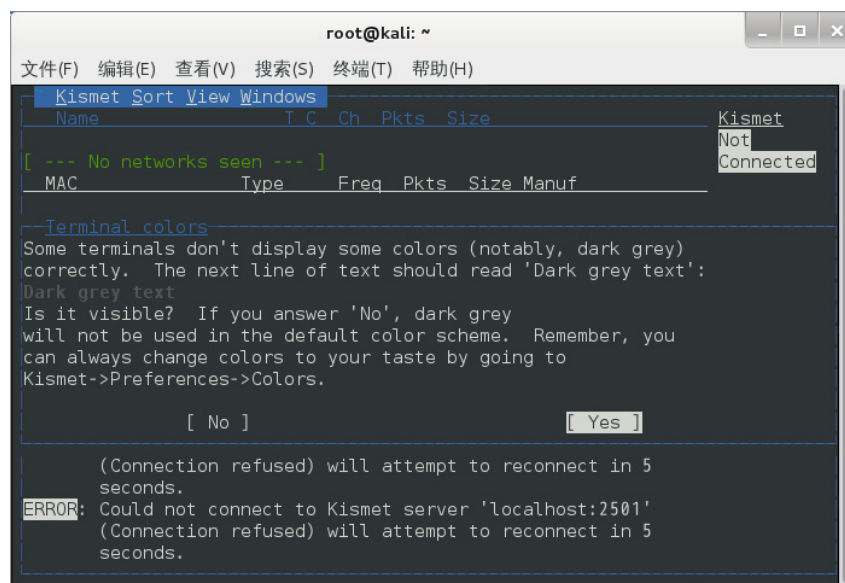 root@kali: ~
文件(F) 编辑(E) 查看(V) 搜索(S) 终端(T) 帮助(H)
Kismet Sort View Windows
Name T C Ch Pkts Size
Kismet
Not
Connected
[ --- No networks seen --- ]
MAC Type Freq Pkts Size Manuf
Terminal colors
Some terminals don't display some colors (notably, dark grey)
correctly. The next line of text should read 'Dark grey text':
Dark grey text
Is it visible? If you answer 'No', dark grey
will not be used in the default color scheme. Remember, you
can always change colors to your taste by going to
Kismet->Preferences->Colors.
[ No ] [ Yes ]
(Connection refused) will attempt to reconnect in 5
seconds.
ERROR: Could not connect to Kismet server 'localhost:2501'
(Connection refused) will attempt to reconnect in 5
seconds.